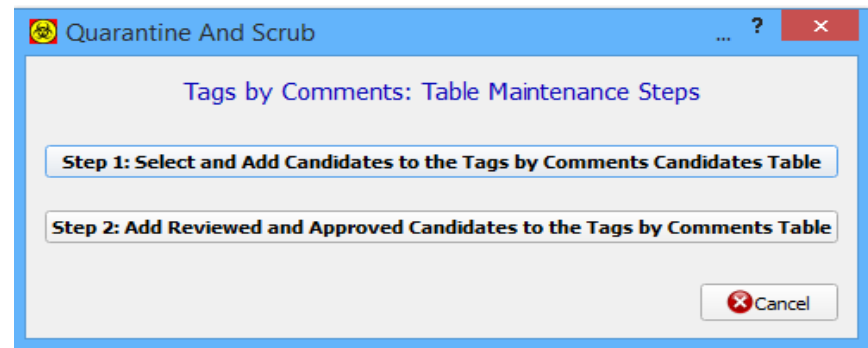 Quarantine And Scrub
... ? ×
Tags by Comments: Table Maintenance Steps
Step 1: Select and Add Candidates to the Tags by Comments Candidates Table
Step 2: Add Reviewed and Approved Candidates to the Tags by Comments Table
Cancel